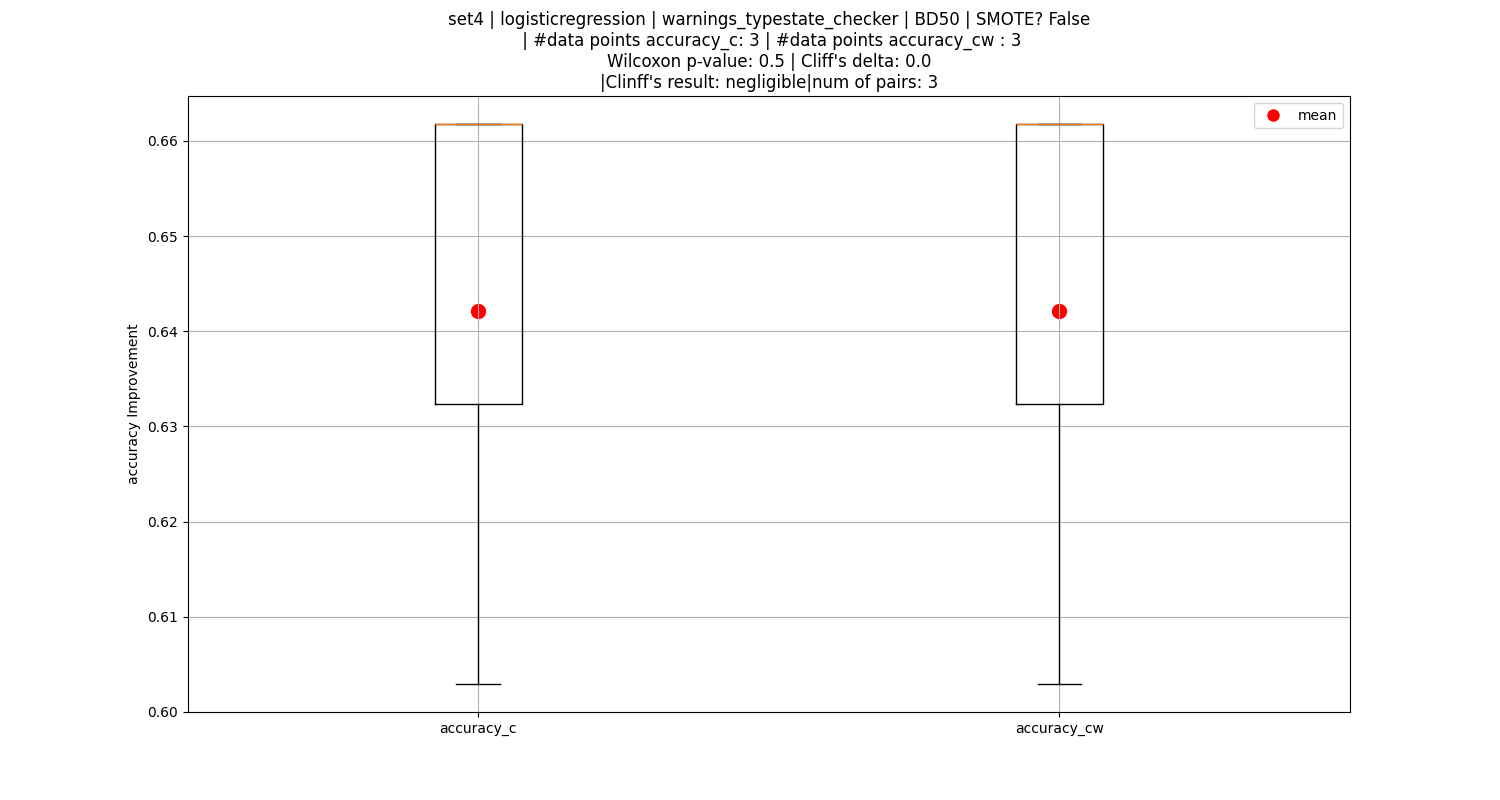 set4 | logisticregression | warnings_typestate_checker | BD50 | SMOTE? False
| #data points accuracy_c: 3 | #data points accuracy_cw : 3
Wilcoxon p-value: 0.5 | Cliff's delta: 0.0
|Clinff's result: negligible|num of pairs: 3
mean
0.66
0.65
0.64
0.63
0.62
0.61
0.60
accuracy Improvement
accuracy_c
accuracy_cw